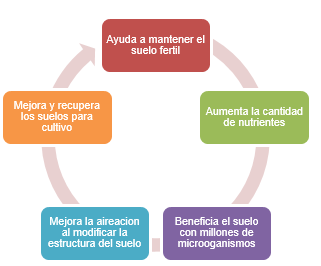 Ayuda a mantener el
suelo fertil
Aumenta la cantidad
de nutrientes
Beneficia el suelo
con millones de
microoganismos
Mejora la aireacion
al modificar la
estructura del suelo
Mejora y recupera
los suelos para
cultivo